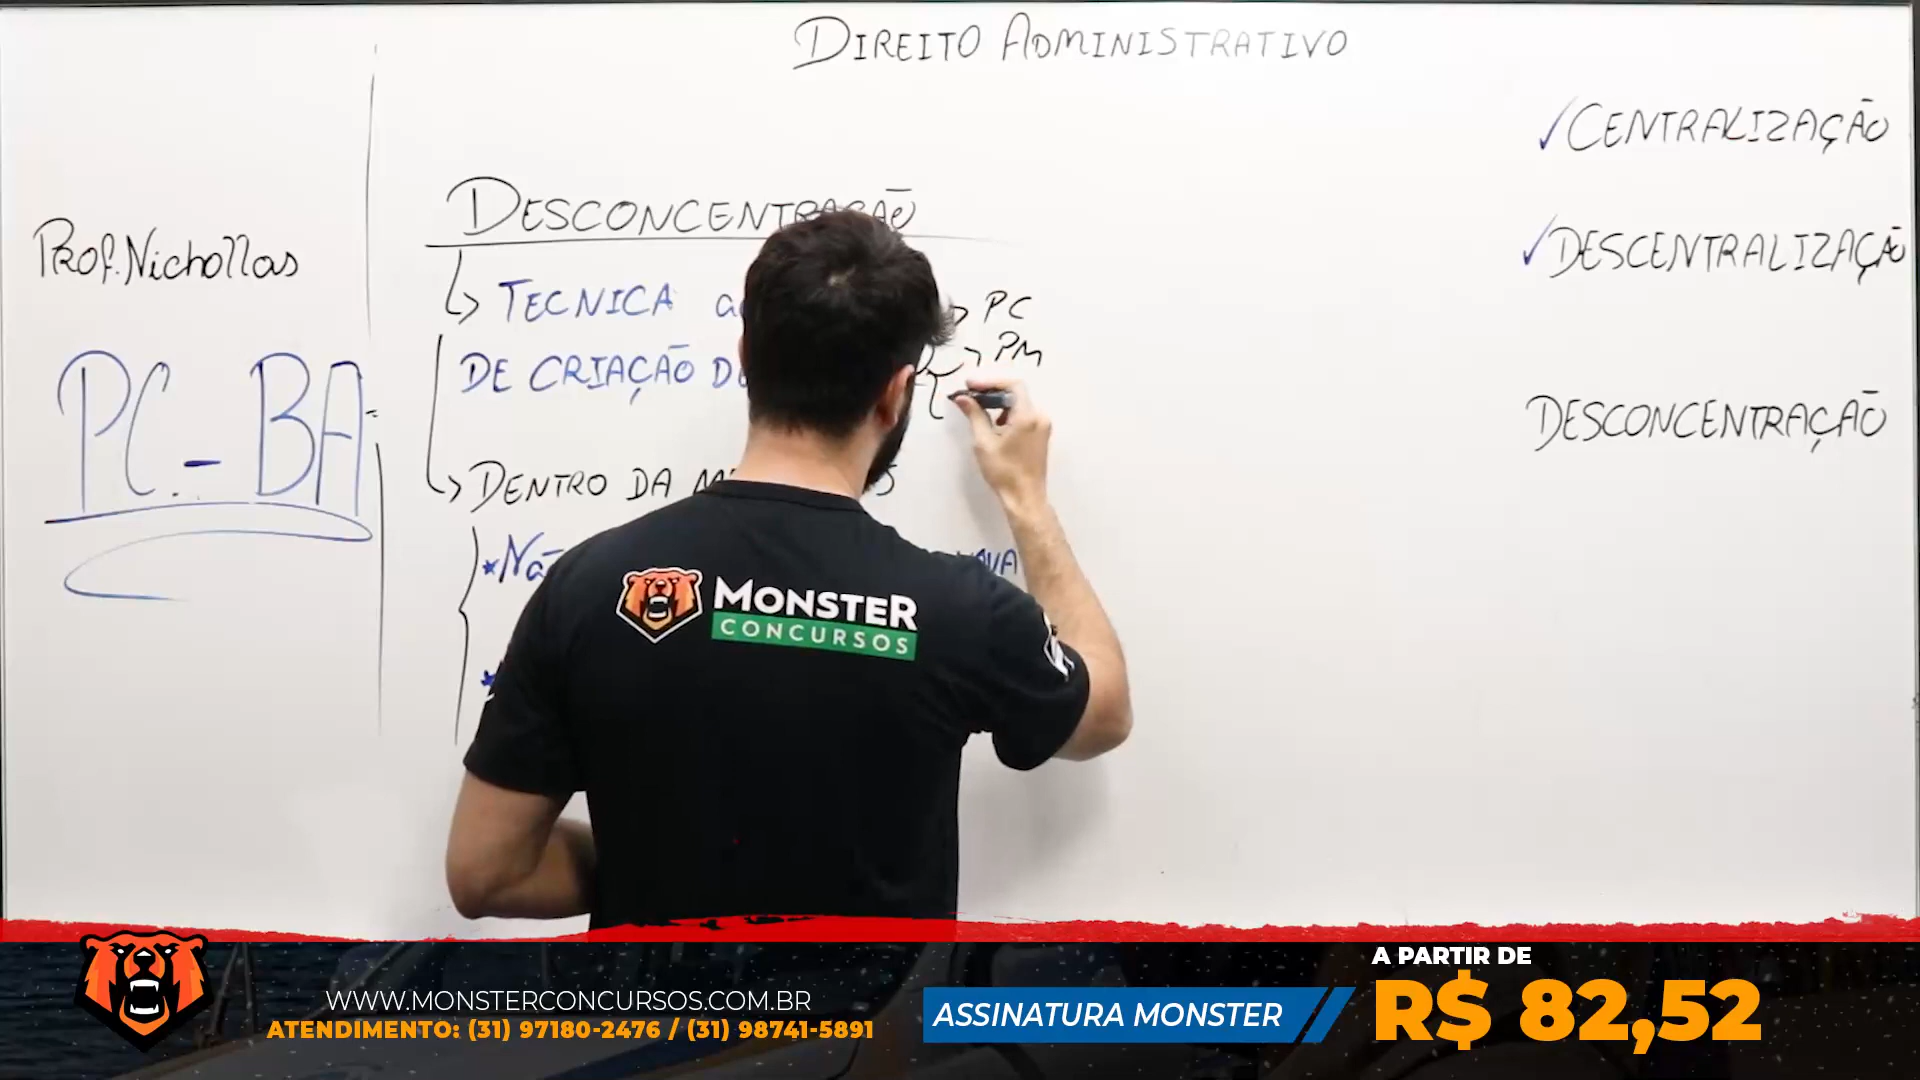 DIREITO ADMINISTRATIVO
✓CENTRALIZAÇÃO
✓DESCENTRALIZAÇÃO
DESCONCENTRAÇÃO
Prof. Nichollas
PC-BA
DESCONCENTRAÇÃO
TECNICA
PC
PM
DE CRIAÇÃO
DENTRO DA
*Nã
MONSTER
CONCURSOS
WWW.MONSTERCONCURSOS.COM.BR
ATENDIMENTO: (31) 97180-2476 / (31) 98741-5891
ASSINATURA MONSTER
A PARTIR DE
R$ 82,52